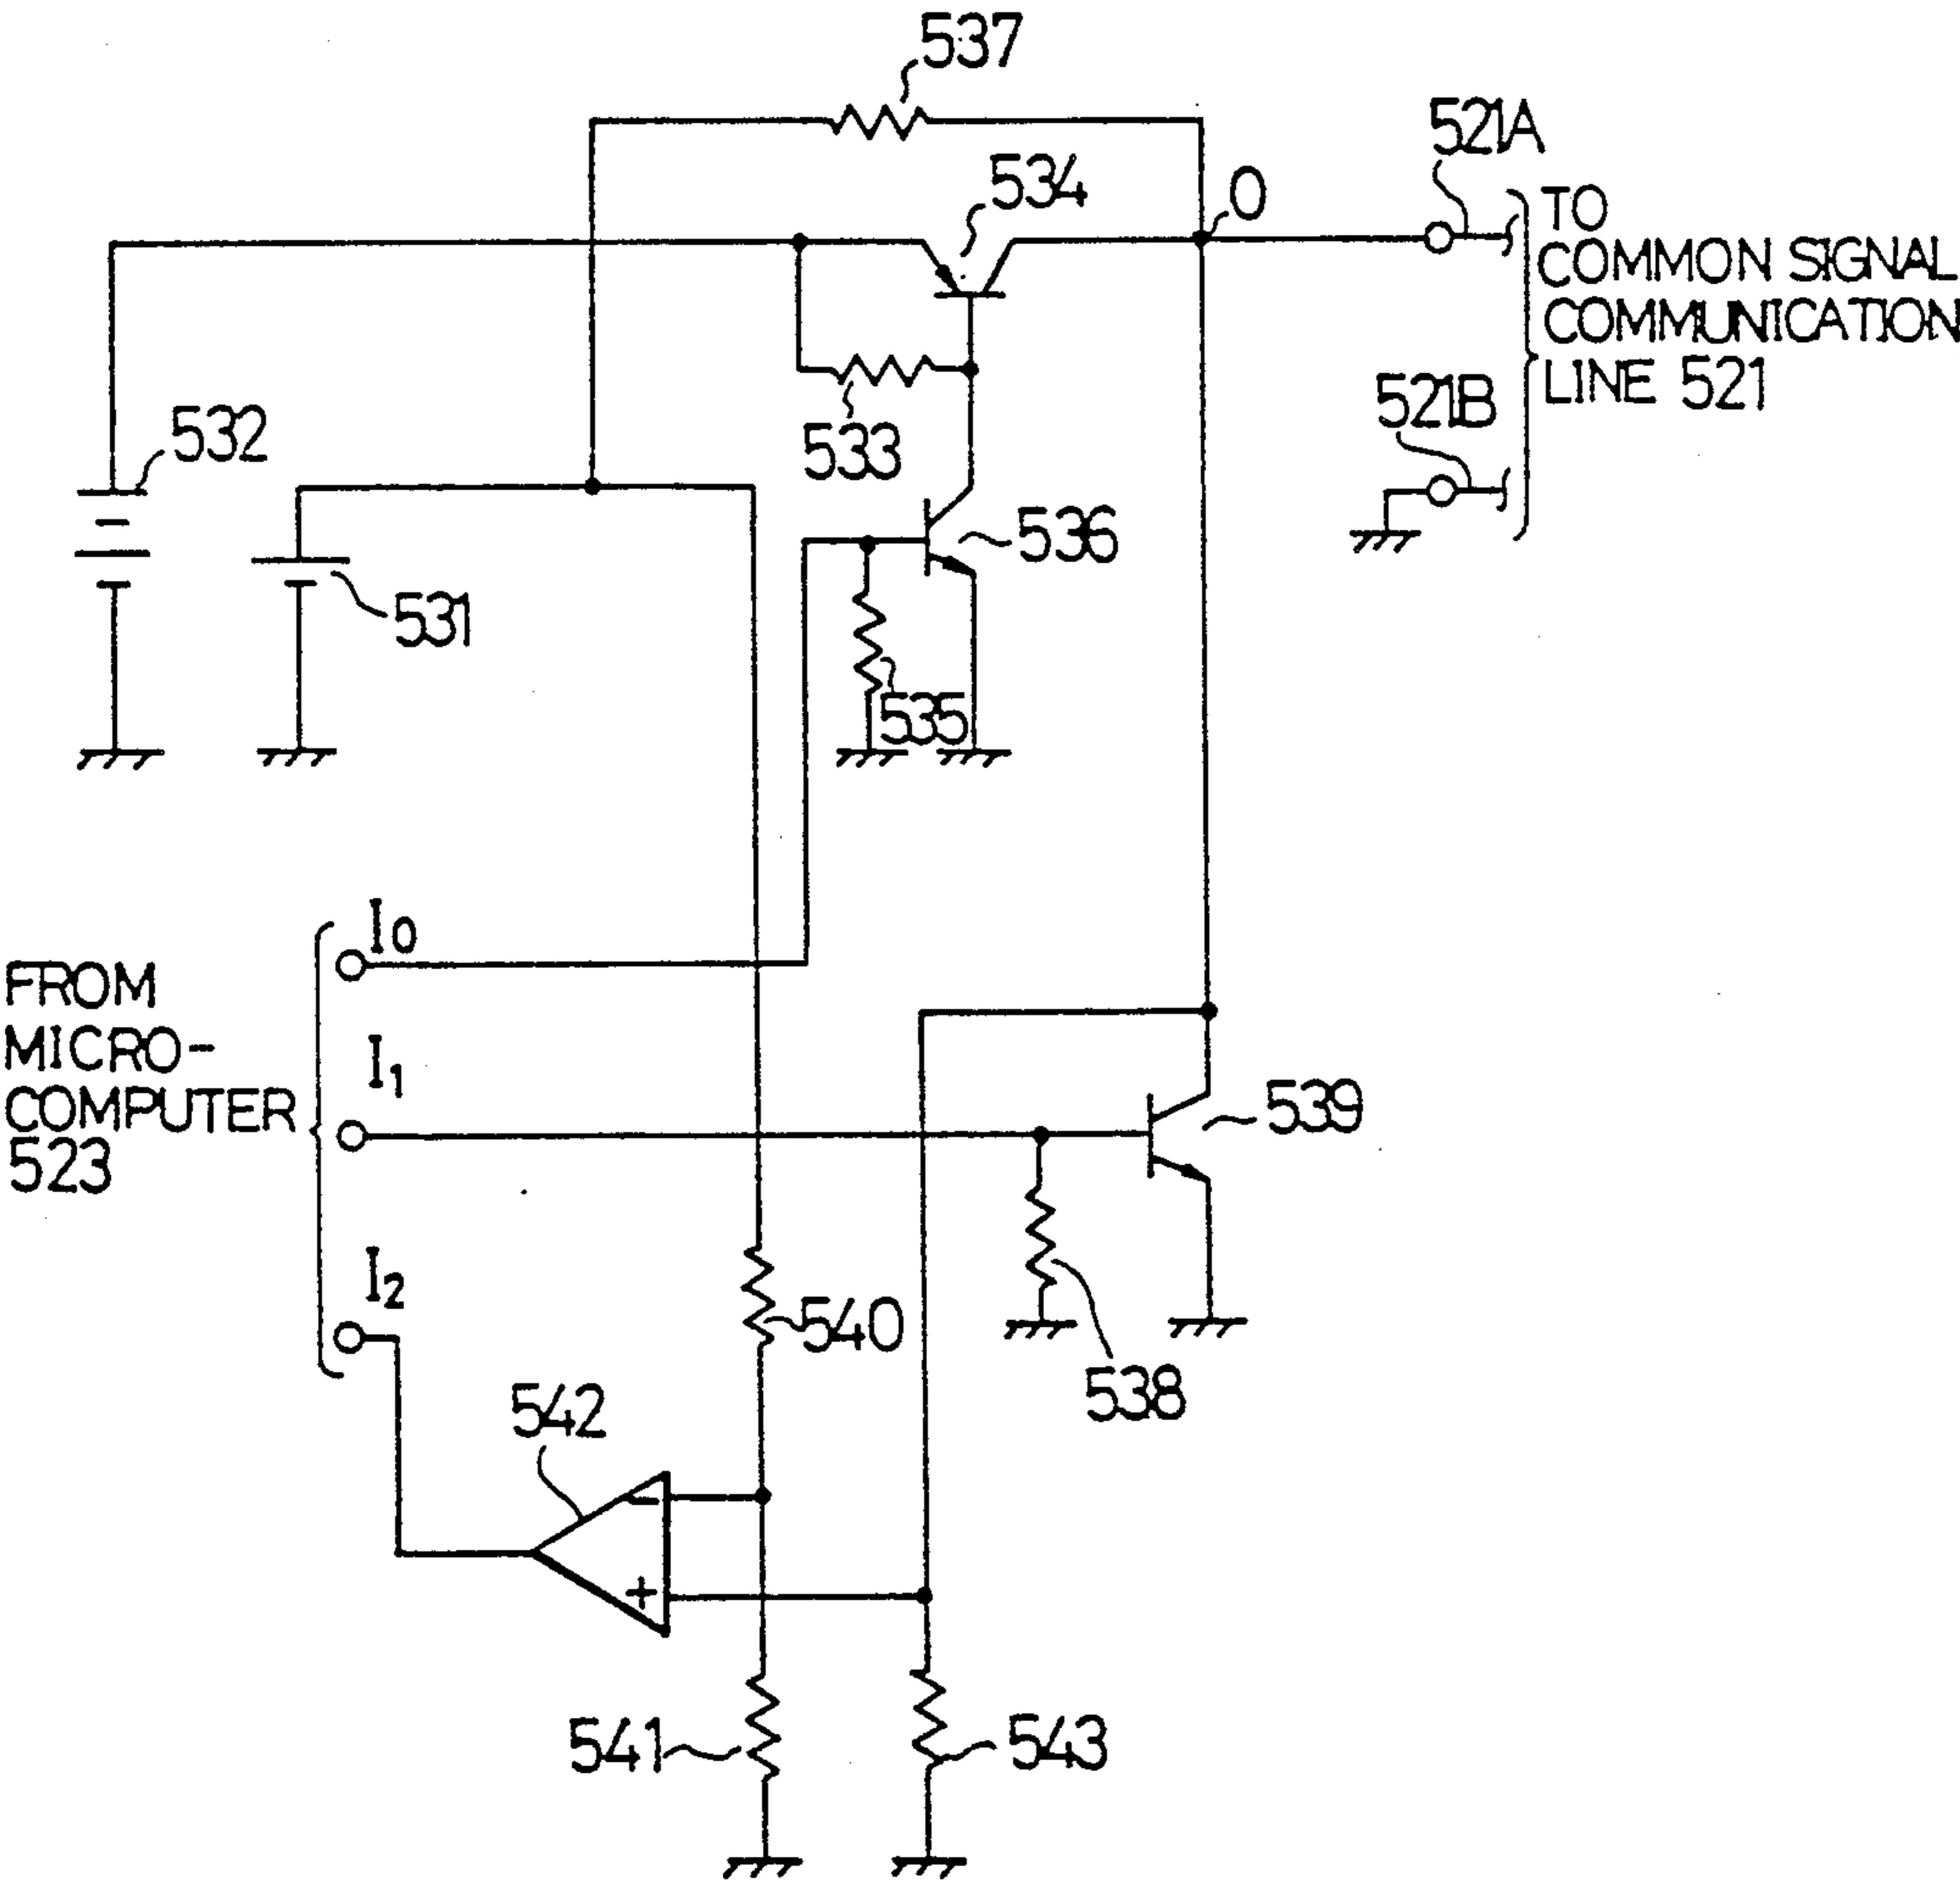 537
521A
534
O
TO
COMMON SIGNAL
COMMUNICATION
LINE 521
521B
532
533
536
531
535
I0
FROM
MICRO-
COMPUTER
523
I1
539
I2
540
538
542
-
+
541
543